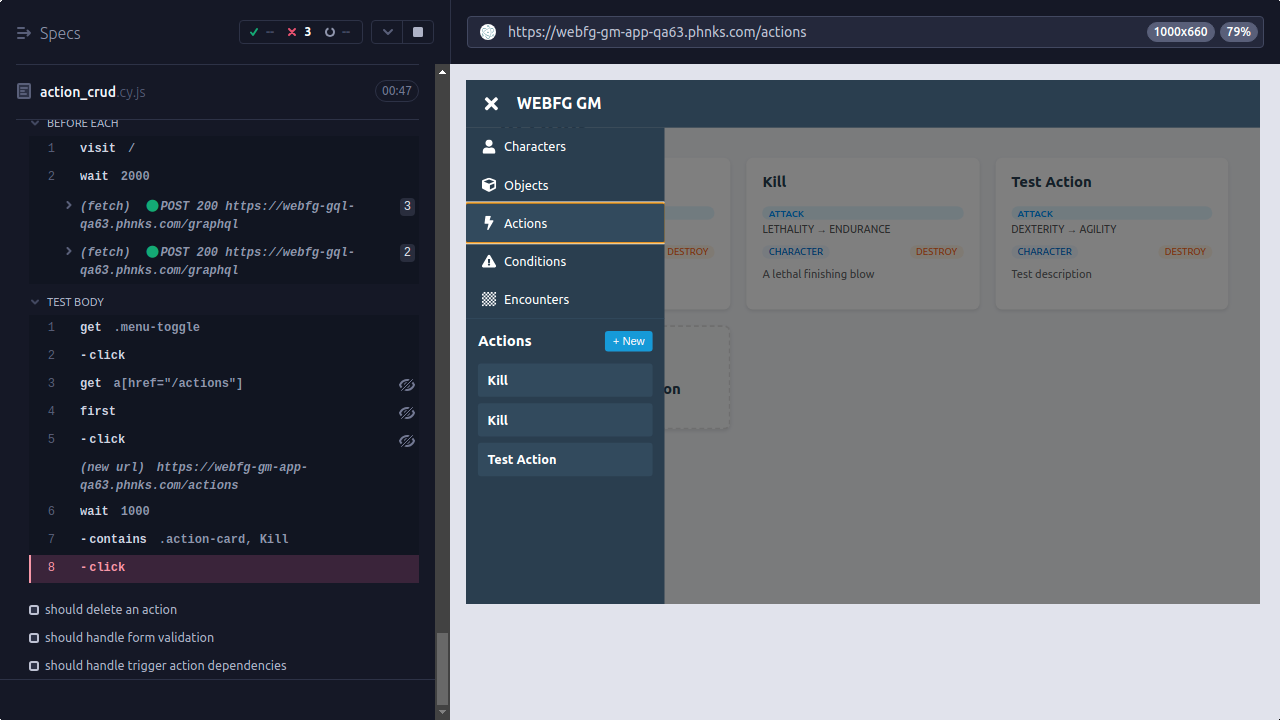 Specs
-- 3 --
action_crud.cy.js
00:47
BEFORE EACH
1 visit /
2 wait 2000
(fetch) POST 200 https://webfg-gql-
qa63.phnks.com/graphql
3
(fetch) POST 200 https://webfg-gql-
qa63.phnks.com/graphql
2
TEST BODY
1 get .menu-toggle
2 -click
3 get a[href="/actions"]
4 first
5 -click
(new url) https://webfg-gm-app-
qa63.phnks.com/actions
6 wait 1000
7 -contains .action-card, Kill
8 -click
should delete an action
should handle form validation
should handle trigger action dependencies
https://webfg-gm-app-qa63.phnks.com/actions
1000x660
79%
WEBFG GM
Characters
Objects
Actions
Conditions
Encounters
Actions
+ New
Kill
Kill
Test Action
DESTROY
on
Kill
ATTACK
LETHALITY → ENDURANCE
CHARACTER
DESTROY
A lethal finishing blow
Test Action
ATTACK
DEXTERITY → AGILITY
CHARACTER
DESTROY
Test description